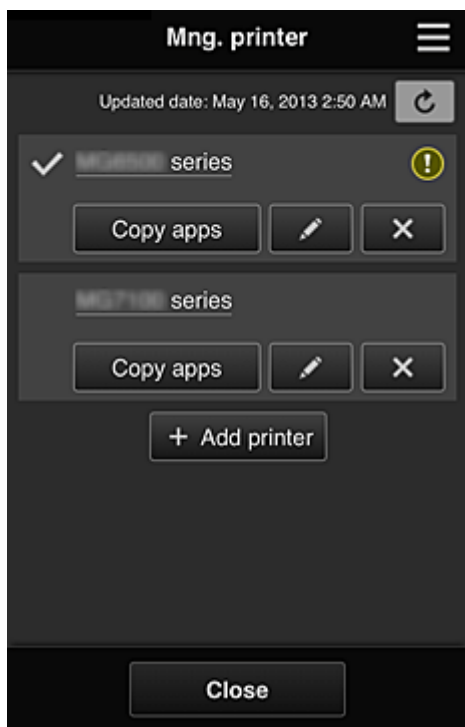 Mng. printer
Updated date: May 16, 2013 2:50 AM
series
Copy apps
series
Copy apps
+ Add printer
Close